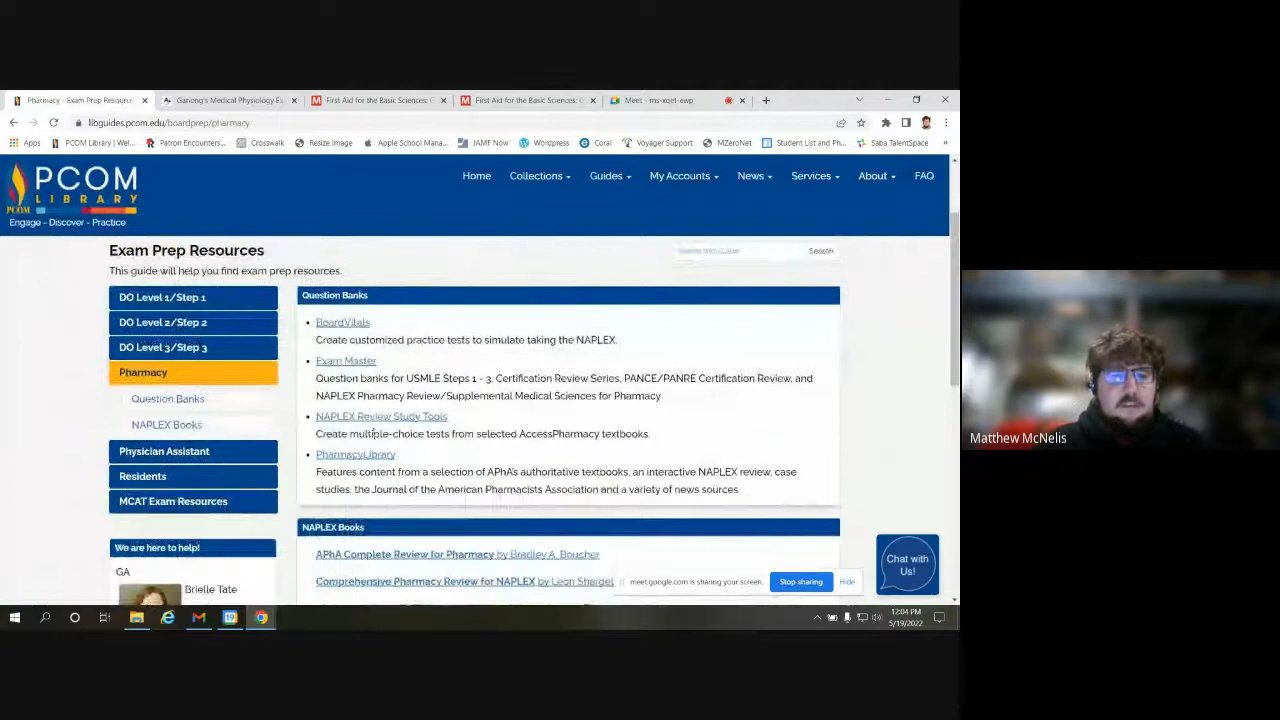 Pharmacy - Exam Prep Resourc
Ganong's Medical Physiology Ex
First Aid for the Basic Sciences: G
First Aid for the Basic Sciences: G
Meet - ms-xqet-ewp
libguides.pcom.edu/boardprep/pharmacy
Apps
PCOM Library | Wel...
Patron Encounters...
Crosswalk
Resize Image
Apple School Mana...
JAMF Now
Wordpress
Coral
Voyager Support
MZeroNet
Student List and Ph...
Saba TalentSpace
»
PCOM
LIBRARY
PCOM
Engage - Discover - Practice
Home
Collections
Guides
My Accounts
News
Services
About
FAQ
Exam Prep Resources
Search
This guide will help you find exam prep resources.
DO Level 1/Step 1
DO Level 2/Step 2
DO Level 3/Step 3
Pharmacy
Question Banks
NAPLEX Books
Physician Assistant
Residents
MCAT Exam Resources
We are here to help!
GA
Brielle Tate
Question Banks
• BoardVitals
Create customized practice tests to simulate taking the NAPLEX.
• Exam Master
Question banks for USMLE Steps 1 - 3, Certification Review Series, PANCE/PANRE Certification Review, and
NAPLEX Pharmacy Review/Supplemental Medical Sciences for Pharmacy
• NAPLEX Review Study Tools
Create multiple-choice tests from selected AccessPharmacy textbooks.
• PharmacyLibrary
Features content from a selection of APhA's authoritative textbooks, an interactive NAPLEX review, case
studies, the Journal of the American Pharmacists Association and a variety of news sources
NAPLEX Books
APhA Complete Review for Pharmacy by Bradley A. Boucher
Comprehensive Pharmacy Review for NAPLEX by Leon Shargel
meet.google.com is sharing your screen.
Stop sharing
Hide
Chat with
Us!
12:04 PM
5/19/2022
Matthew McNelis